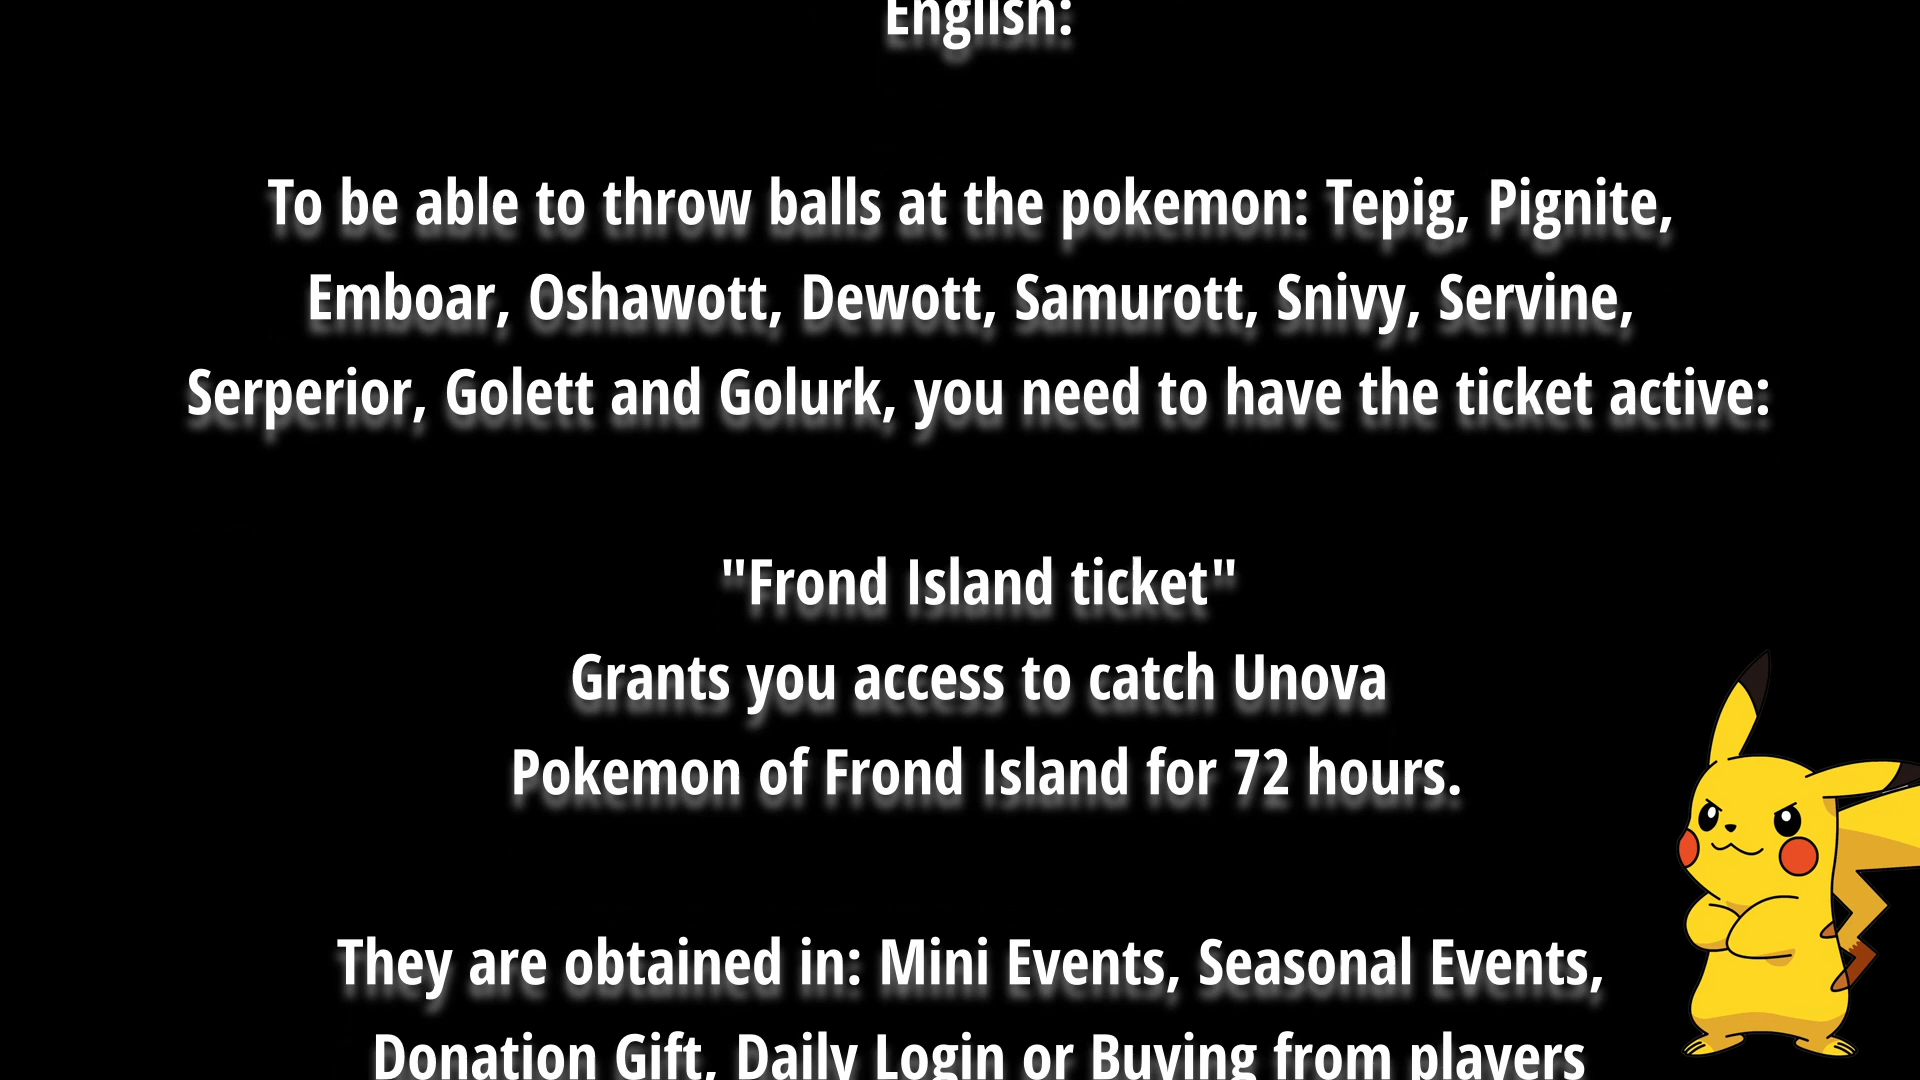 English:
To be able to throw balls at the pokemon: Tepig, Pignite,
Emboar, Oshawott, Dewott, Samurott, Snivy, Servine,
Serperior, Golett and Golurk, you need to have the ticket active:
"Frond Island ticket"
Grants you access to catch Unova
Pokemon of Frond Island for 72 hours.
They are obtained in: Mini Events, Seasonal Events,
Donation Gift, Daily Login or Buying from players